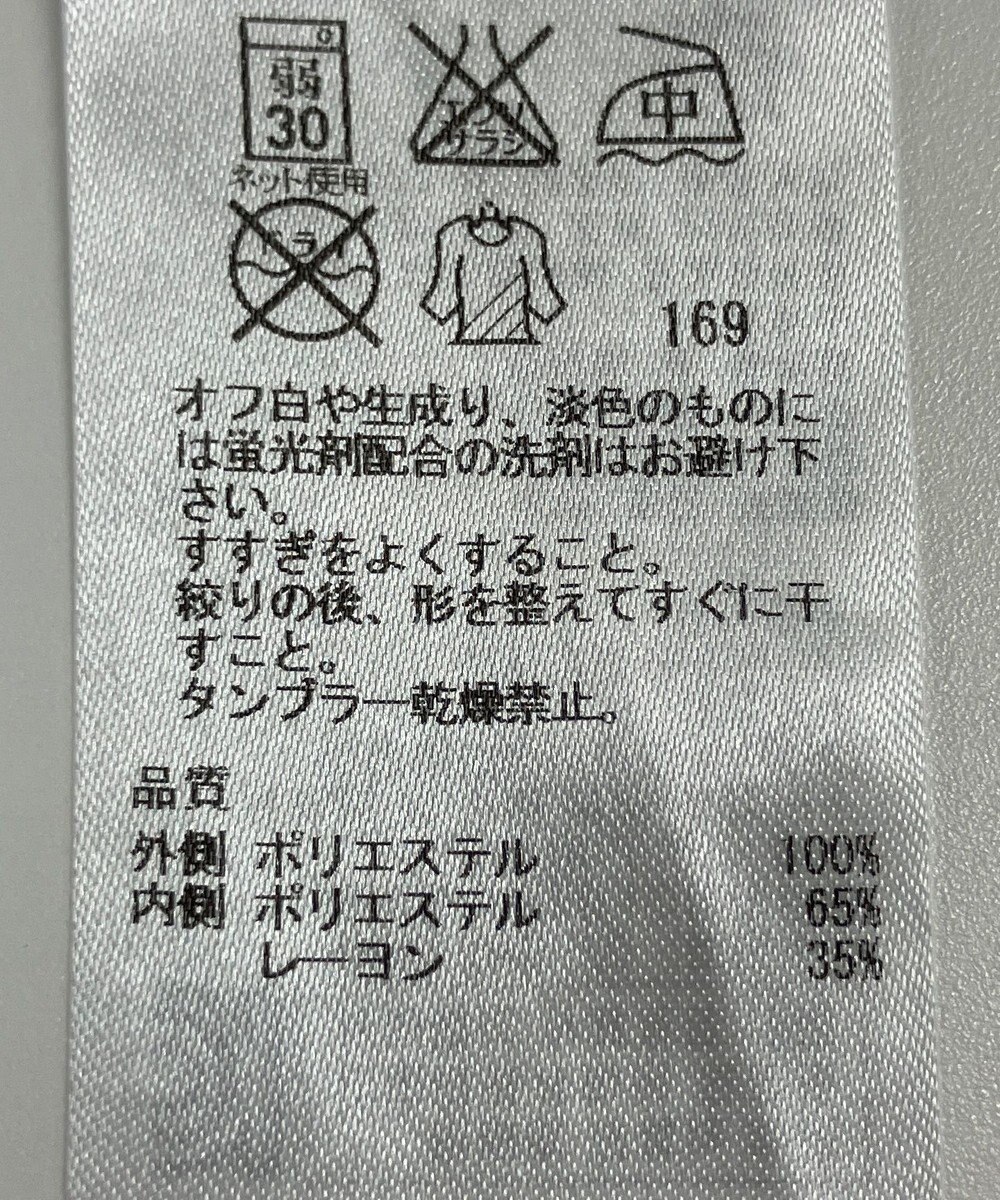 弱
30
ネット使用
エンソ
サラシ
中
ドライ
169
オフ白や生成り、淡色のものに
は蛍光剤配合の洗剤はお避け下
さい。
すすぎをよくすること。
絞りの後、形を整えてすぐに干
すこと。
タンブラー乾燥禁止。
品質
外側 ポリエステル 100%
内側 ポリエステル 65%
レーヨン 35%